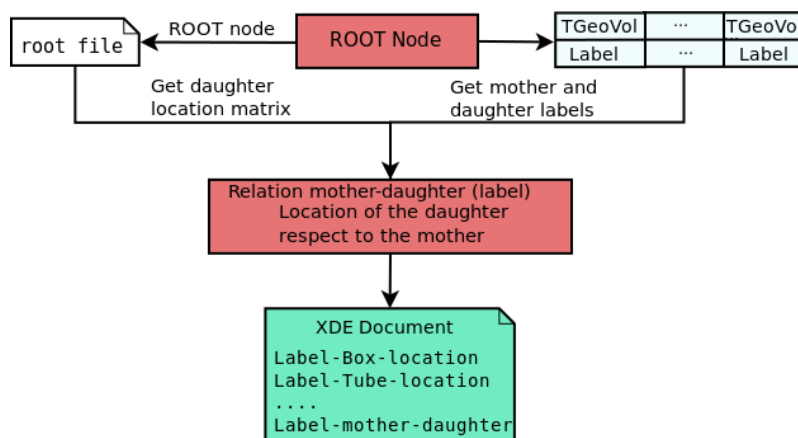 root file
ROOT node
ROOT Node
TGeoVol ... TGeoVo
Label ... Label
Get daughter
location matrix
Get mother and
daughter labels
Relation mother-daughter (label)
Location of the daughter
respect to the mother
XDE Document
Label-Box-location
Label-Tube-location
....
Label-mother-daughter